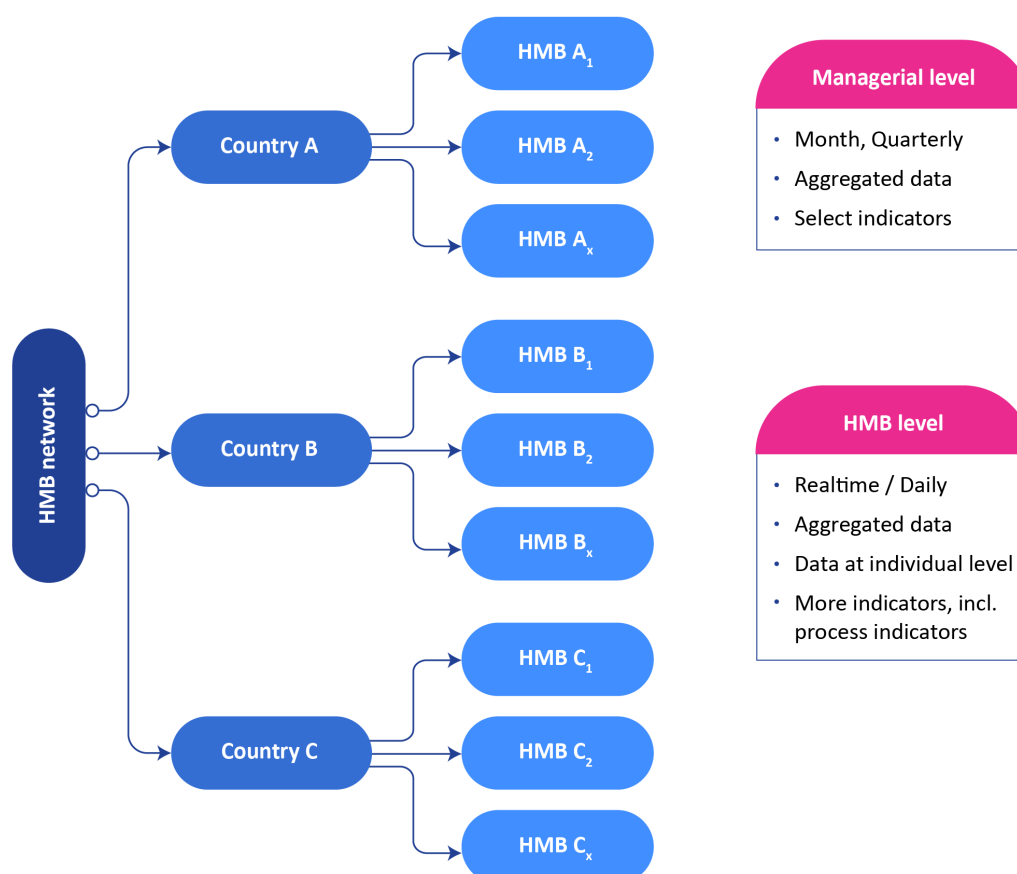 HMB network
Country A
HMB A₁
HMB A₂
HMB Aₓ
Country B
HMB B₁
HMB B₂
HMB Bₓ
Country C
HMB C₁
HMB C₂
HMB Cₓ
Managerial level
• Month, Quarterly
• Aggregated data
• Select indicators
HMB level
• Realtime / Daily
• Aggregated data
• Data at individual level
• More indicators, incl.
process indicators